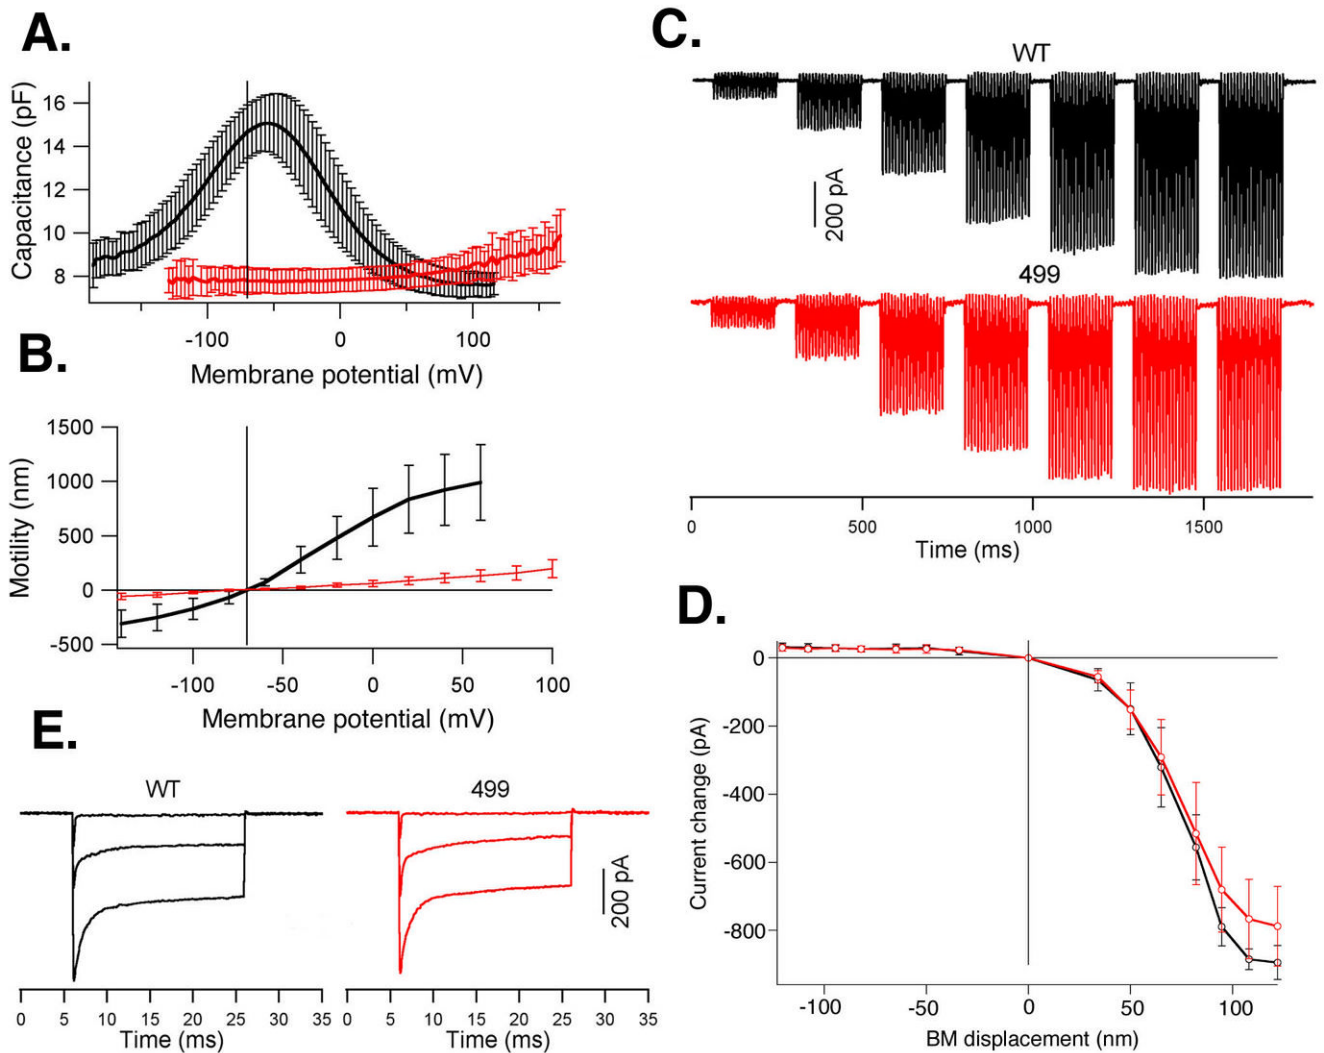 A.
Capacitance (pF)
16
14
12
10
8
-100 0 100
Membrane potential (mV)
B.
Motility (nm)
1500
1000
500
0
-500
-100 -50 0 50 100
Membrane potential (mV)
C.
WT
200 pA
499
0 500 1000 1500
Time (ms)
D.
Current change (pA)
0
-200
-400
-600
-800
-100 -50 0 50 100
BM displacement (nm)
E.
WT
499
200 pA
0 5 10 15 20 25 30 35
Time (ms)
0 5 10 15 20 25 30 35
Time (ms)